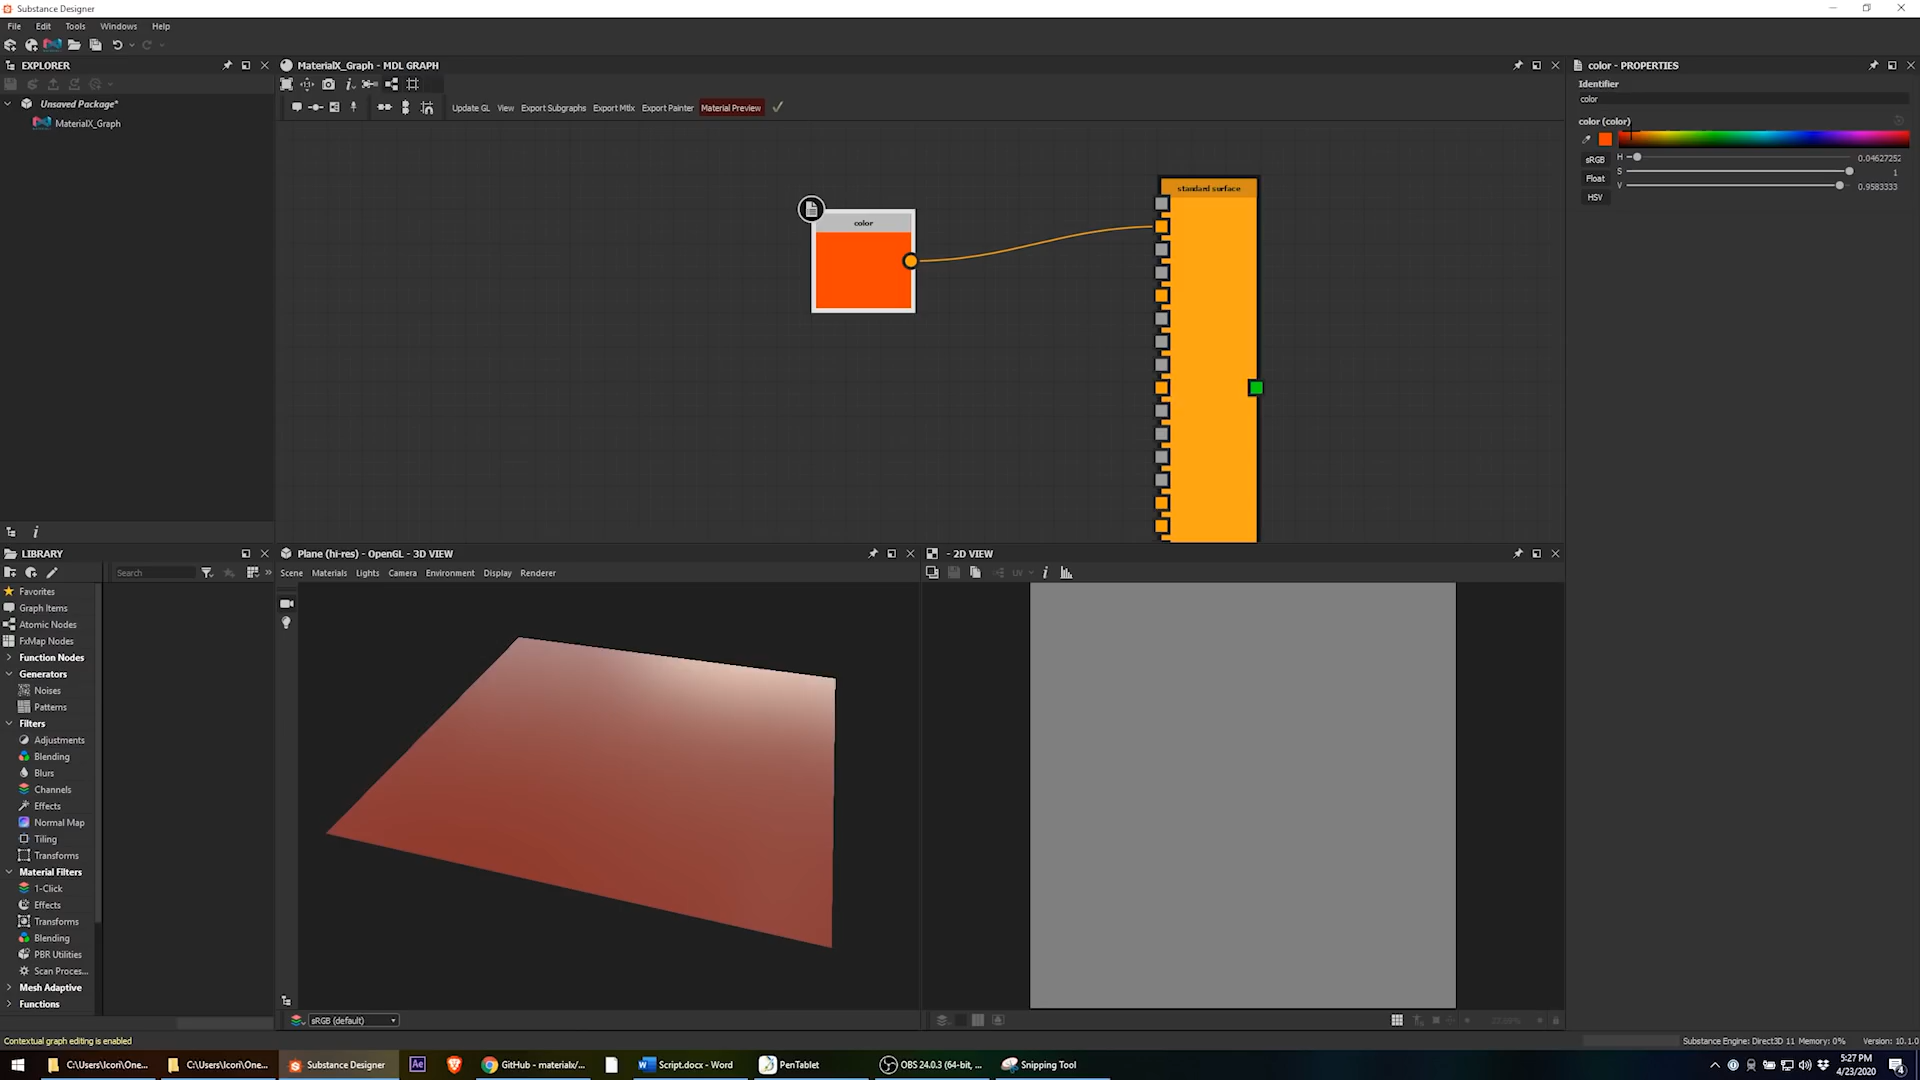 Substance Designer
File Edit Tools Windows Help
EXPLORER
Unsaved Package*
MaterialX_Graph
MaterialX_Graph - MDL GRAPH
Update GL View Export Subgraphs Export Mtlx Export Painter Material Preview
color
standard surface
color - PROPERTIES
Identifier
color
color (color)
sRGB
Float
HSV
H 0.04627252
S 1
V 0.9583333
LIBRARY
Search
Favorites
Graph Items
Atomic Nodes
FxMap Nodes
Function Nodes
Generators
Noises
Patterns
Filters
Adjustments
Blending
Blurs
Channels
Effects
Normal Map
Tiling
Transforms
Material Filters
1-Click
Effects
Transforms
Blending
PBR Utilities
Scan Proces...
Mesh Adaptive
Functions
Plane (hi-res) - OpenGL - 3D VIEW
Scene Materials Lights Camera Environment Display Renderer
sRGB (default)
- 2D VIEW
UV
Contextual graph editing is enabled
Substance Engine: Direct3D 11 Memory: 0% Version: 10.1.0
C:\Users\Icori\One...
C:\Users\Icori\One...
Substance Designer
Ae
GitHub - materialx/...
Script.docx - Word
PenTablet
OBS 24.0.3 (64-bit, ...
Snipping Tool
5:27 PM
4/23/2020
4